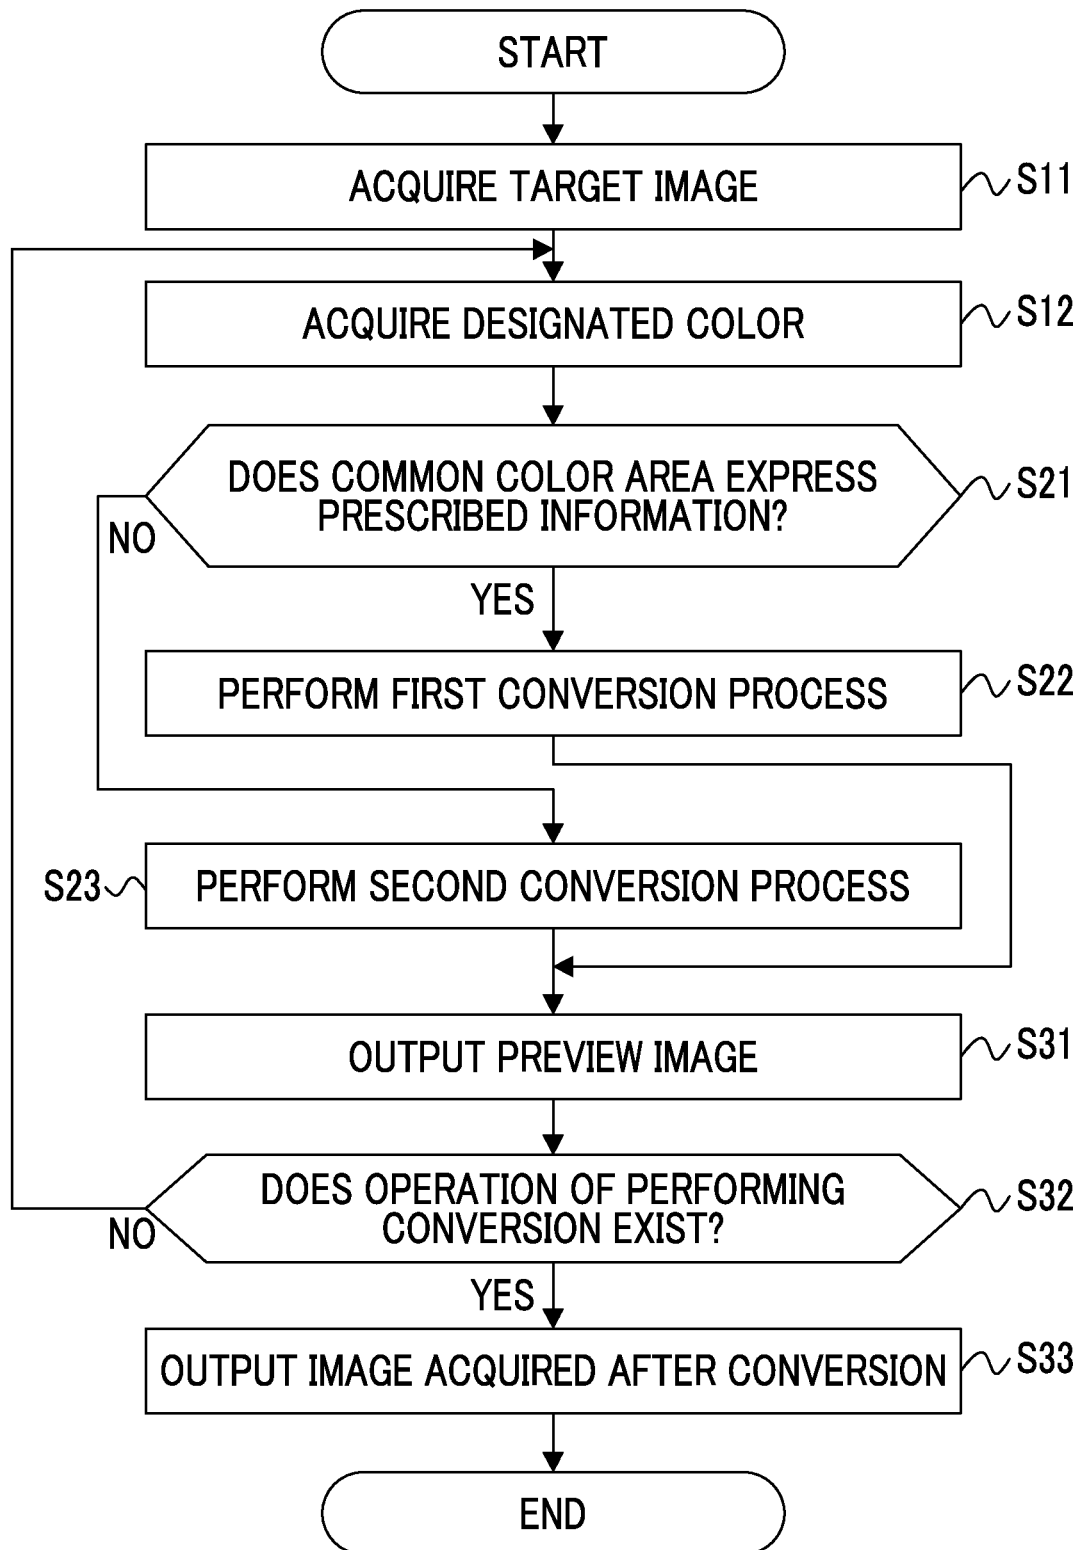 START
ACQUIRE TARGET IMAGE
S11
ACQUIRE DESIGNATED COLOR
S12
DOES COMMON COLOR AREA EXPRESS
PRESCRIBED INFORMATION?
S21
NO
YES
PERFORM FIRST CONVERSION PROCESS
S22
S23
PERFORM SECOND CONVERSION PROCESS
OUTPUT PREVIEW IMAGE
S31
DOES OPERATION OF PERFORMING
CONVERSION EXIST?
S32
NO
YES
OUTPUT IMAGE ACQUIRED AFTER CONVERSION
S33
END